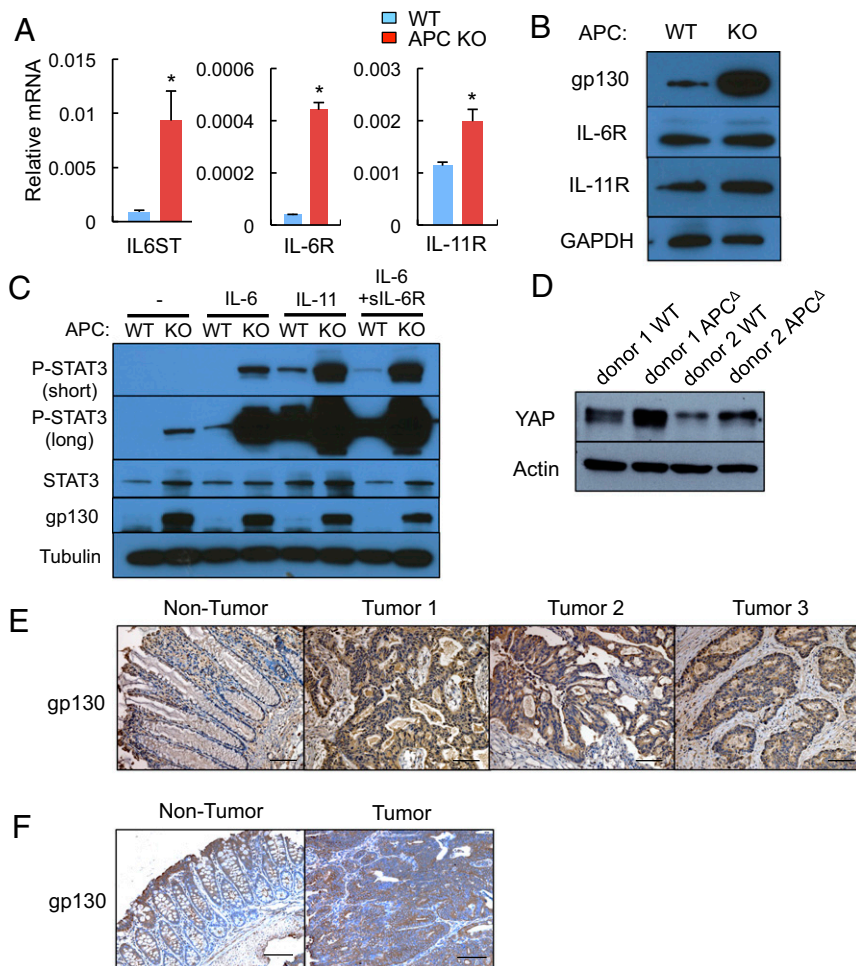 A
WT
APC KO
Relative mRNA
0.015
0.01
0.005
0
*
IL6ST
0.0006
0.0004
0.0002
0
*
IL-6R
0.003
0.002
0.001
0
*
IL-11R
B
APC: WT KO
gp130
IL-6R
IL-11R
GAPDH
C
- IL-6 IL-11 IL-6
+sIL-6R
APC: WT KO WT KO WT KO WT KO
P-STAT3
(short)
P-STAT3
(long)
STAT3
gp130
Tubulin
D
donor 1 WT
donor 1 APCΔ
donor 2 WT
donor 2 APCΔ
YAP
Actin
E
Non-Tumor Tumor 1 Tumor 2 Tumor 3
gp130
F
Non-Tumor Tumor
gp130